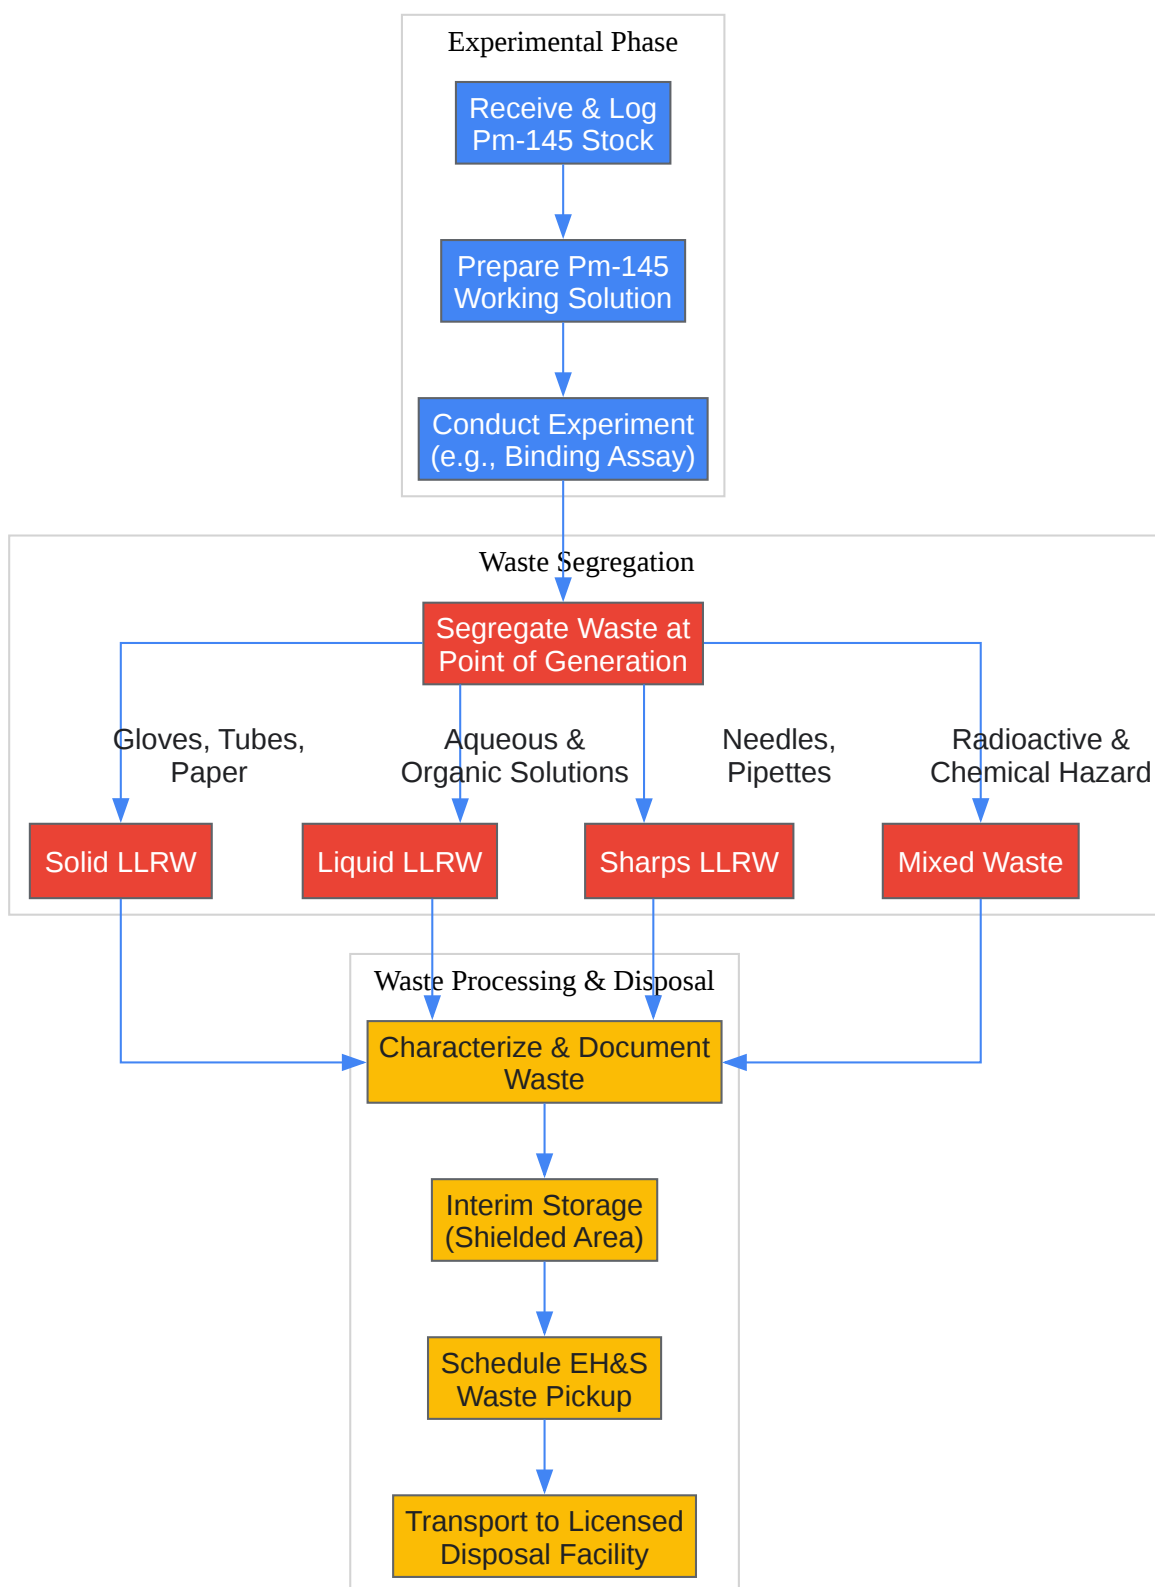 Experimental Phase
Receive & Log
Pm-145 Stock
Prepare Pm-145
Working Solution
Conduct Experiment
(e.g., Binding Assay)
Waste Segregation
Segregate Waste at
Point of Generation
Gloves, Tubes,
Paper
Aqueous &
Organic Solutions
Needles,
Pipettes
Radioactive &
Chemical Hazard
Solid LLRW
Liquid LLRW
Sharps LLRW
Mixed Waste
Waste Processing & Disposal
Characterize & Document
Waste
Interim Storage
(Shielded Area)
Schedule EH&S
Waste Pickup
Transport to Licensed
Disposal Facility